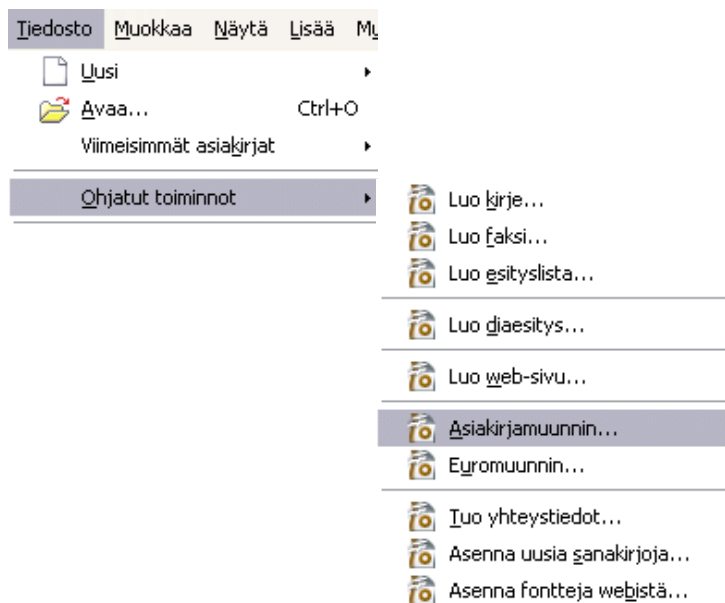 Tiedosto Muokkaa Näytä Lisää
Uusi
Avaa... Ctrl+O
Viimeisimmät asiakirjat
Ohjatut toiminnot
Luo kirje...
Luo faksi...
Luo esityslista...
Luo diaesitys...
Luo web-sivu...
Asiakirjamuunnin...
Euromuunnin...
Tuo yhteystiedot...
Asenna uusia sanakirjoja...
Asenna fontteja webistä...